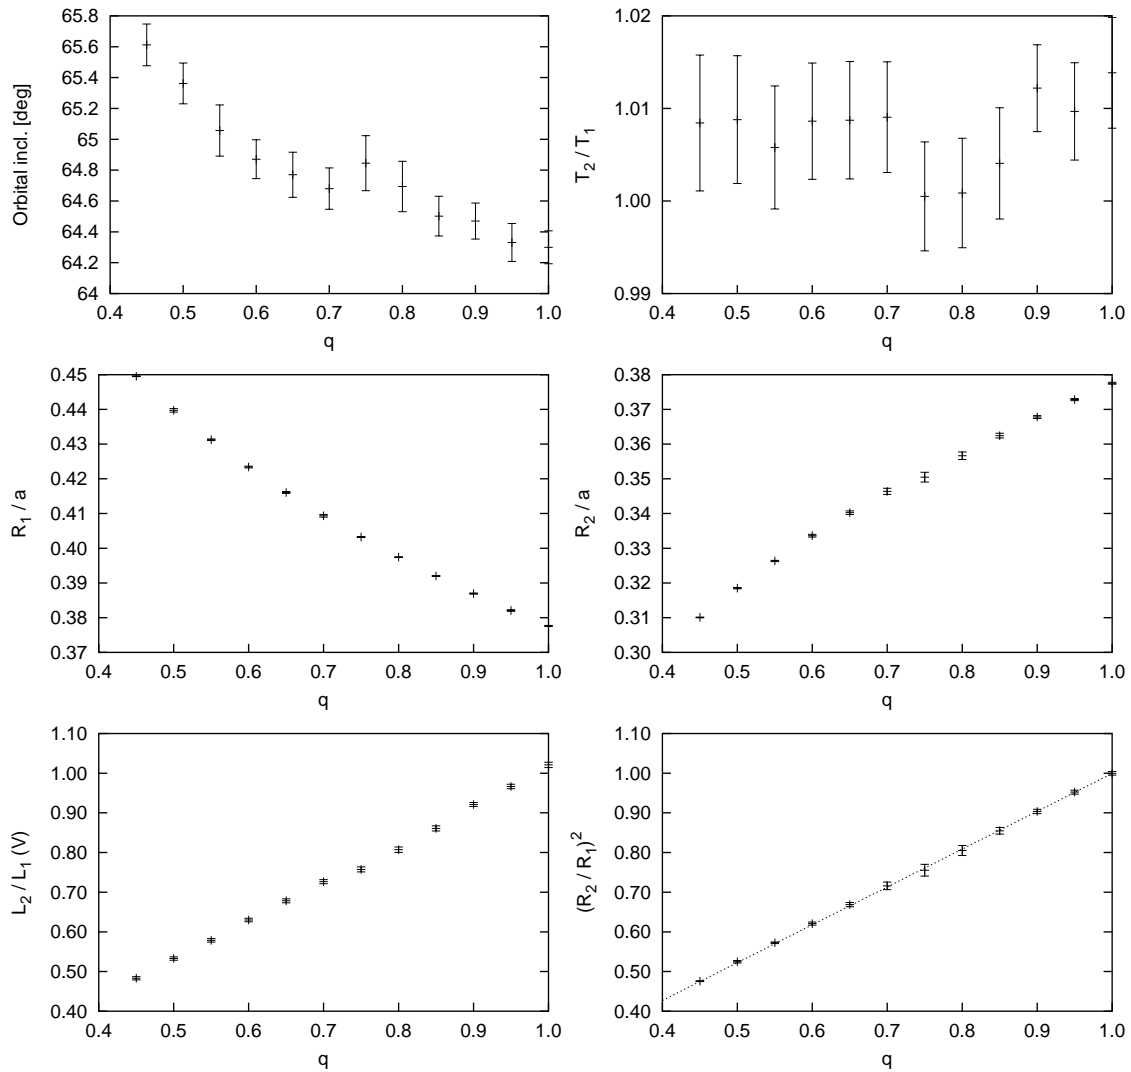 65.8
65.6
65.4
65.2
65
64.8
64.6
64.4
64.2
64
0.4 0.5 0.6 0.7 0.8 0.9 1.0
Orbital incl. [deg]
q
1.02
1.01
1.00
0.99
0.4 0.5 0.6 0.7 0.8 0.9 1.0
T2 / T1
q
0.45
0.44
0.43
0.42
0.41
0.40
0.39
0.38
0.37
0.4 0.5 0.6 0.7 0.8 0.9 1.0
R1 / a
q
0.38
0.37
0.36
0.35
0.34
0.33
0.32
0.31
0.30
0.4 0.5 0.6 0.7 0.8 0.9 1.0
R2 / a
q
1.10
1.00
0.90
0.80
0.70
0.60
0.50
0.40
0.4 0.5 0.6 0.7 0.8 0.9 1.0
L2 / L1 (V)
q
1.10
1.00
0.90
0.80
0.70
0.60
0.50
0.40
0.4 0.5 0.6 0.7 0.8 0.9 1.0
(R2 / R1)2
q